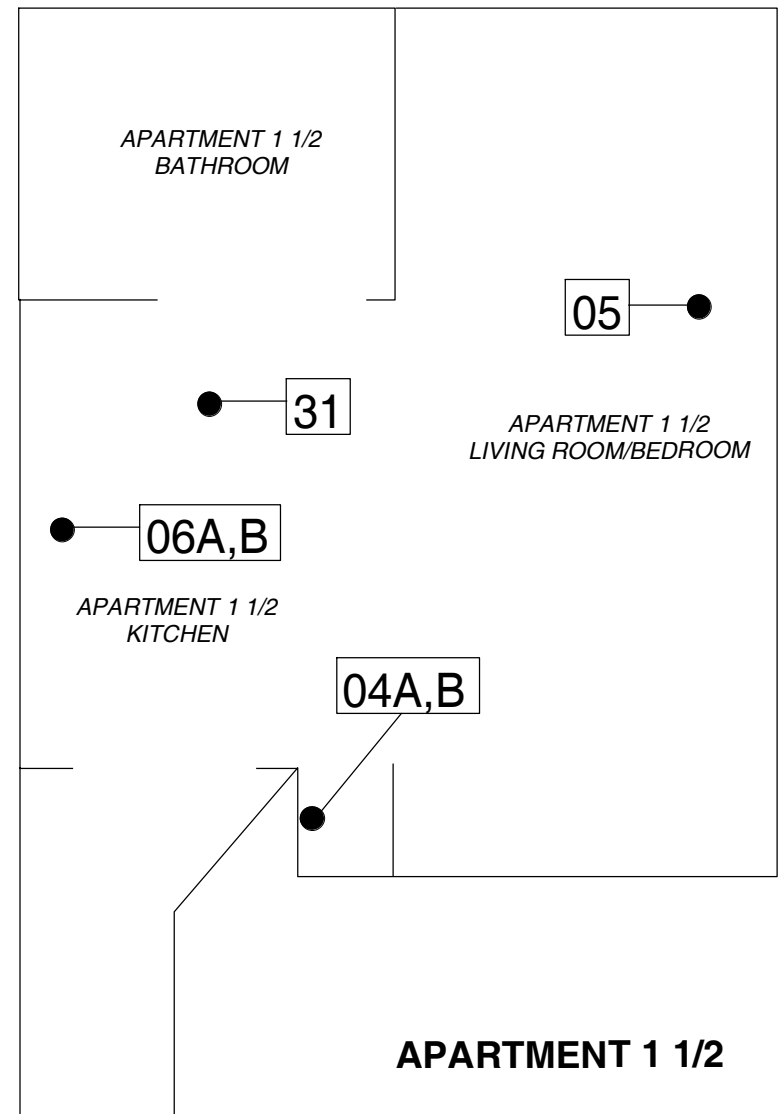 APARTMENT 1 1/2
BATHROOM
05
31
APARTMENT 1 1/2
LIVING ROOM/BEDROOM
06A,B
APARTMENT 1 1/2
KITCHEN
04A,B
APARTMENT 1 1/2